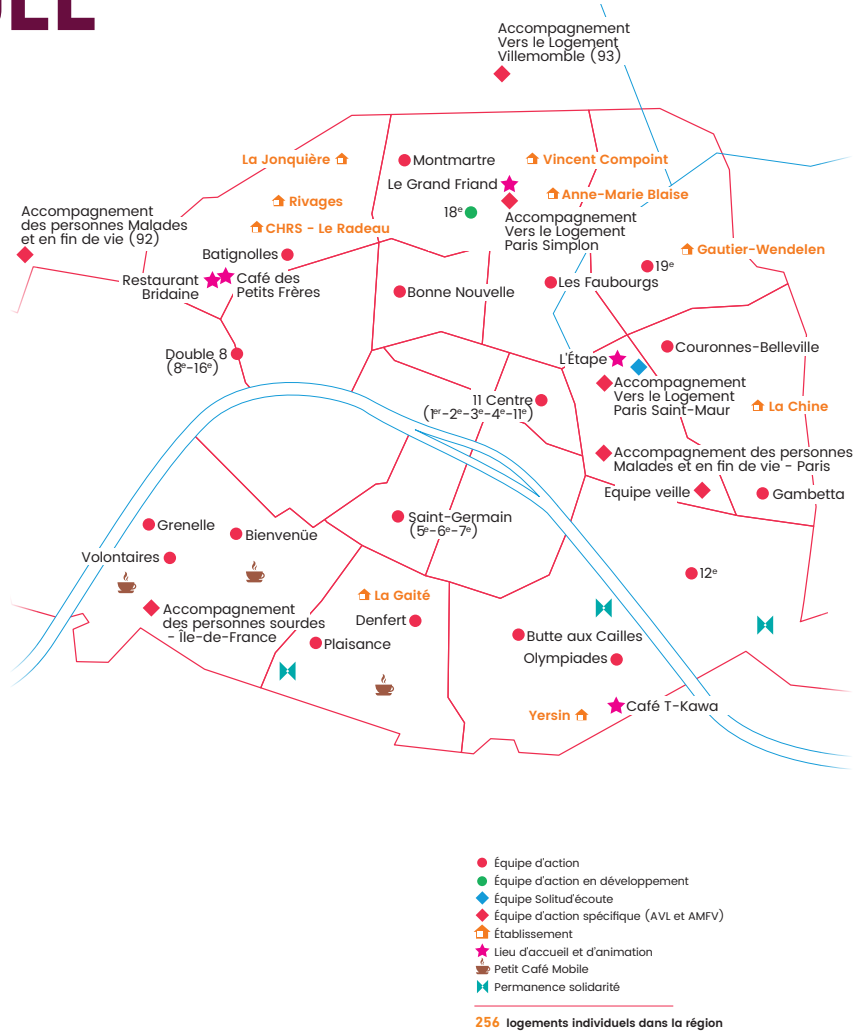 Accompagnement
Vers le Logement
Villemomble (93)
La Jonquière
Montmartre
Vincent Compoint
Le Grand Friand
Anne-Marie Blaise
Rivages
18e
Accompagnement
des personnes Malades
et en fin de vie (92)
Accompagnement
Vers le Logement
Paris Simplon
CHRS - Le Radeau
Batignolles
Gautier-Wendelen
19e
Restaurant
Bridaine
Café des
Petits Frères
Bonne Nouvelle
Les Faubourgs
Double 8
(8e-16e)
L'Étape
Couronnes-Belleville
Accompagnement
Vers le Logement
Paris Saint-Maur
11 Centre
(1er-2e-3e-4e-11e)
La Chine
Accompagnement des personnes
Malades et en fin de vie - Paris
Equipe veille
Gambetta
Saint-Germain
(5e-6e-7e)
Grenelle
Bienvenüe
Volontaires
12e
Accompagnement
des personnes sourdes
- Île-de-France
La Gaité
Denfert
Plaisance
Butte aux Cailles
Olympiades
Yersin
Café T-Kawa
Équipe d'action
Équipe d'action en développement
Équipe Solitud'écoute
Équipe d'action spécifique (AVL et AMFV)
Établissement
Lieu d'accueil et d'animation
Petit Café Mobile
Permanence solidarité
256 logements individuels dans la région